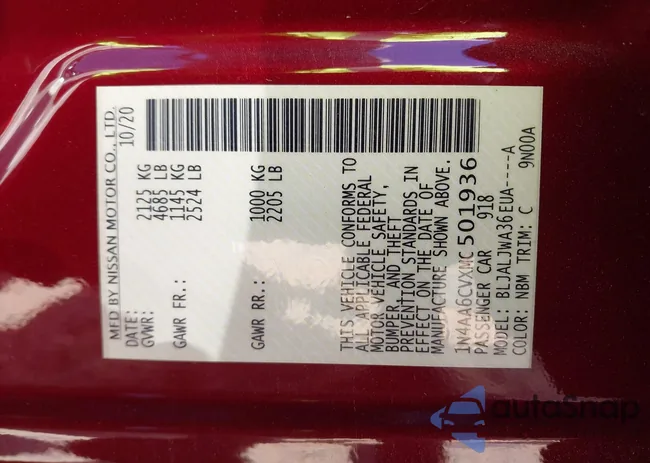 MFD BY NISSAN MOTOR CO., LTD.
DATE: 10/20
GVWR: 2125 KG
4685 LB
GAWR FR.: 1145 KG
2524 LB
GAWR RR.: 1000 KG
2205 LB
THIS VEHICLE CONFORMS TO
ALL APPLICABLE FEDERAL
MOTOR VEHICLE SAFETY,
BUMPER AND THEFT
PREVENTION STANDARDS IN
EFFECT ON THE DATE OF
MANUFACTURE SHOWN ABOVE.
1N4AA6CVXMC501936
PASSENGER CAR 918
MODEL: BLJALJWA36EUA----A
COLOR: NBM TRIM: C 9N00A
autoSnap